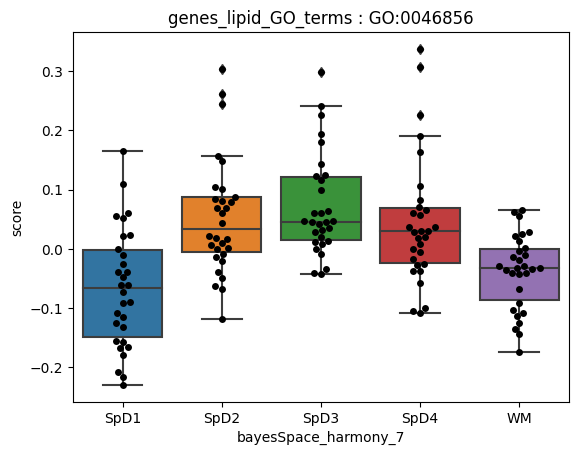 genes_lipid_GO_terms : GO:0046856
score
0.3
0.2
0.1
0.0
−0.1
−0.2
SpD1 SpD2 SpD3 SpD4 WM
bayesSpace_harmony_7